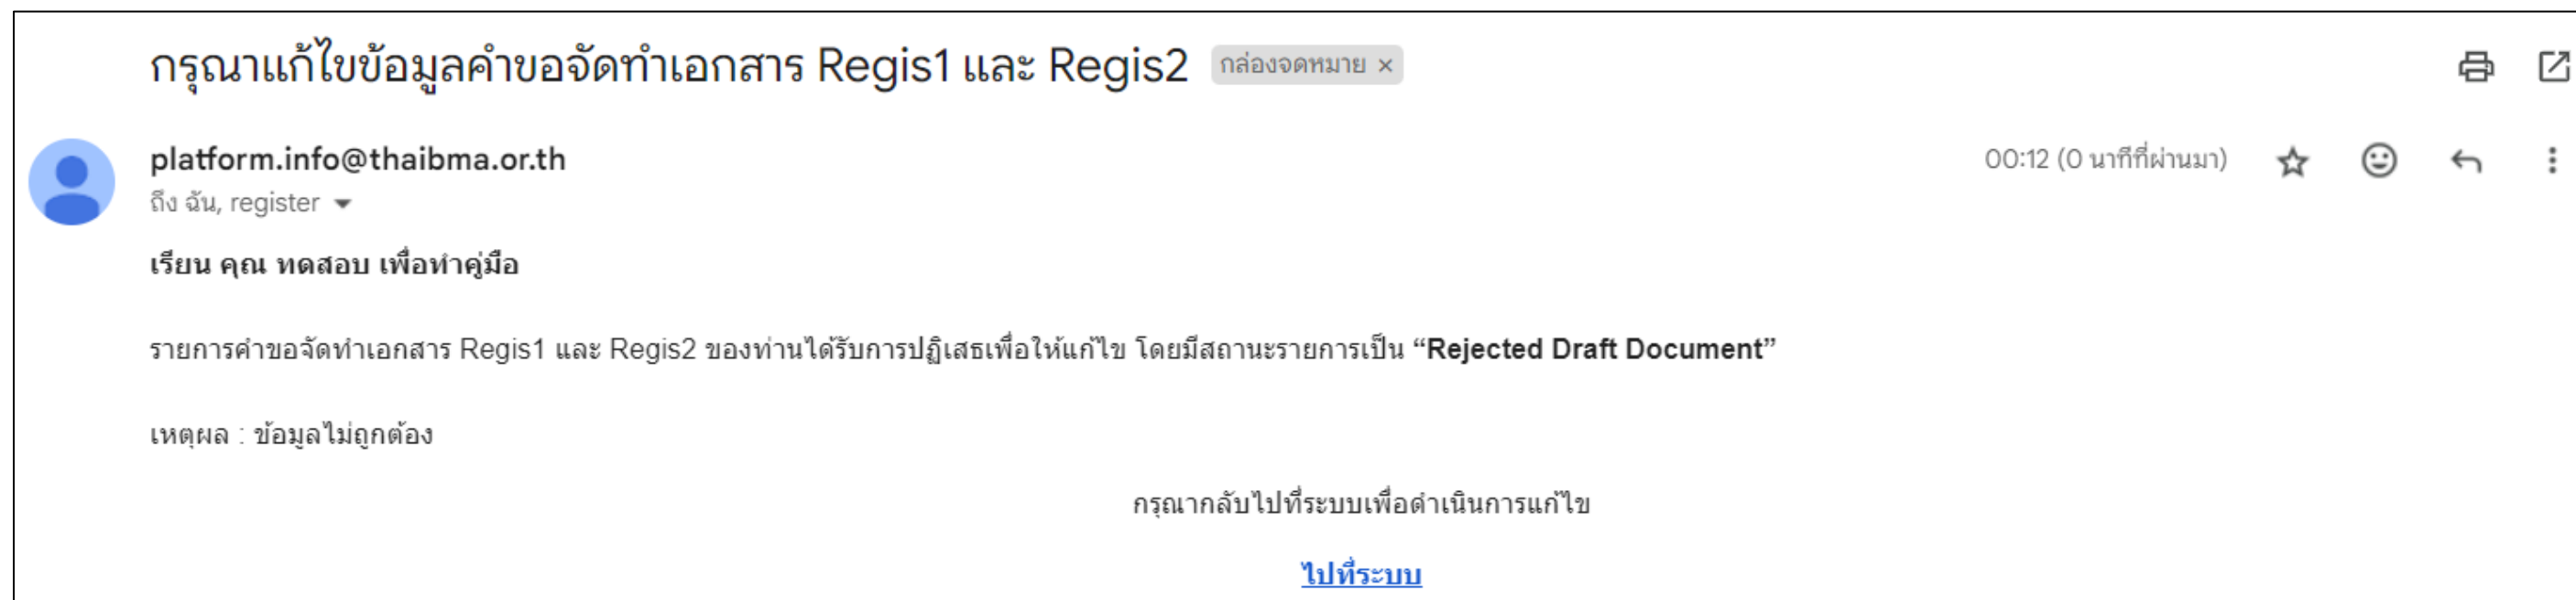 กรุณาแก้ไขข้อมูลคำขอจัดทำเอกสาร Regis1 และ Regis2 กล่องจดหมาย ×
platform.info@thaibma.or.th 00:12 (0 นาทีที่ผ่านมา)
ถึง ฉัน, register
เรียน คุณ ทดสอบ เพื่อทำคู่มือ
รายการคำขอจัดทำเอกสาร Regis1 และ Regis2 ของท่านได้รับการปฏิเสธเพื่อให้แก้ไข โดยมีสถานะรายการเป็น “Rejected Draft Document”
เหตุผล : ข้อมูลไม่ถูกต้อง
กรุณากลับไปที่ระบบเพื่อดำเนินการแก้ไข
ไปที่ระบบ